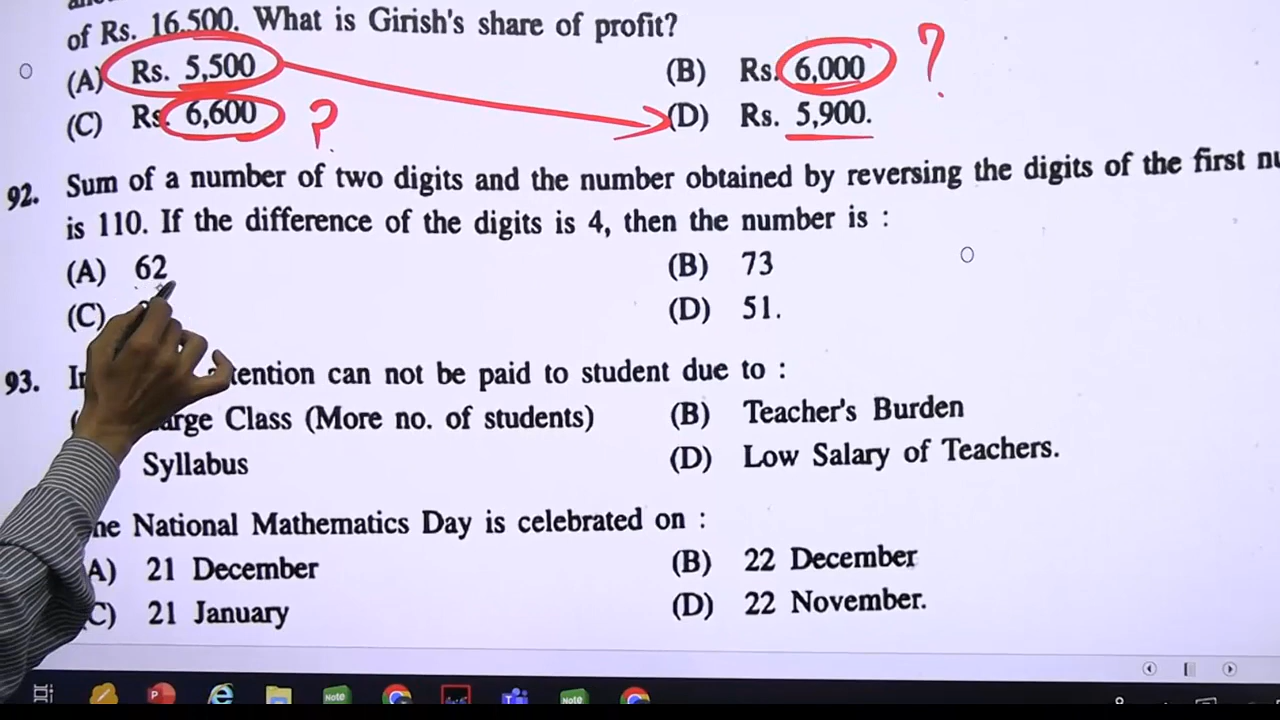 of Rs. 16,500. What is Girish's share of profit?
(A) Rs. 5,500 (B) Rs. 6,000 ?
(C) Rs 6,600 ? (D) Rs. 5,900.
92. Sum of a number of two digits and the number obtained by reversing the digits of the first
is 110. If the difference of the digits is 4, then the number is :
(A) 62 (B) 73
(C) (D) 51.
93. can not be paid to student due to :
Class (More no. of students) (B) Teacher's Burden
Syllabus (D) Low Salary of Teachers.
National Mathematics Day is celebrated on :
A) 21 December (B) 22 December
C) 21 January (D) 22 November.
Note Note